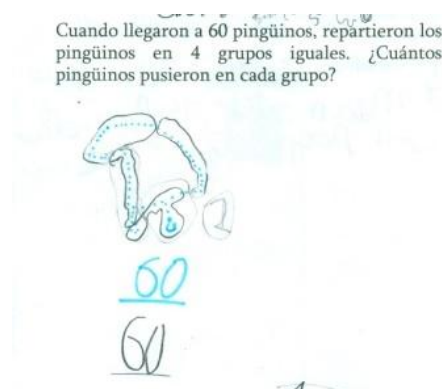 Cuando llegaron a 60 pingüinos, repartieron los
pingüinos en 4 grupos iguales. ¿Cuántos
pingüinos pusieron en cada grupo?
60
60